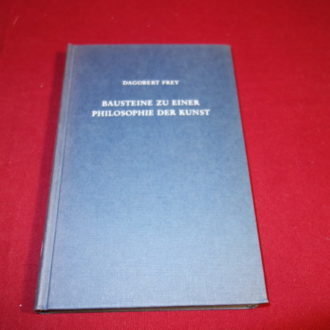 DAGOBERT FREY
BAUSTEINE ZU EINER
PHILOSOPHIE DER KUNST